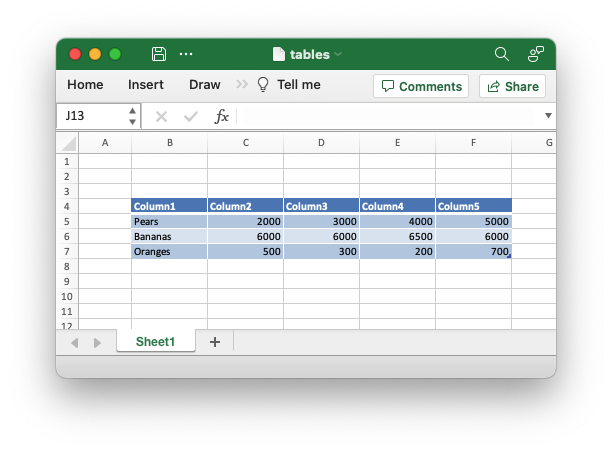 tables
Home Insert Draw Tell me Comments Share
J13 fx
A B C D E F G
1
2
3
4 Column1 Column2 Column3 Column4 Column5
5 Pears 2000 3000 4000 5000
6 Bananas 6000 6000 6500 6000
7 Oranges 500 300 200 700
8
9
10
11
12
Sheet1 +